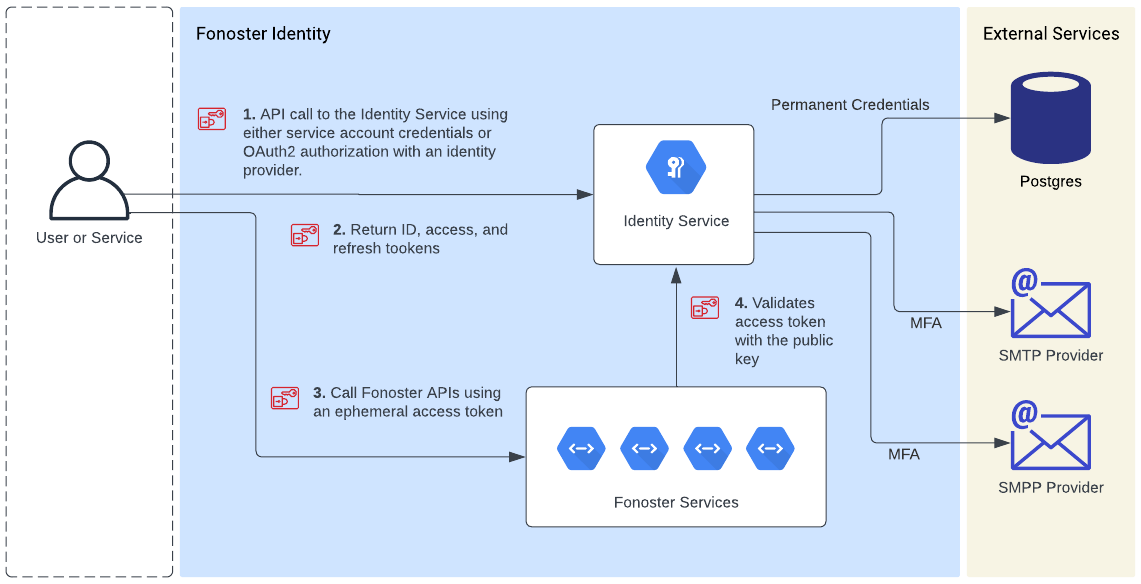 Fonoster Identity
External Services
1. API call to the Identity Service using
either service account credentials or
OAuth2 authorization with an identity
provider.
Permanent Credentials
Postgres
User or Service
Identity Service
2. Return ID, access, and
refresh tookens
4. Validates
access token
with the public
key
MFA
@
SMTP Provider
3. Call Fonoster APIs using
an ephemeral access token
MFA
@
SMPP Provider
Fonoster Services